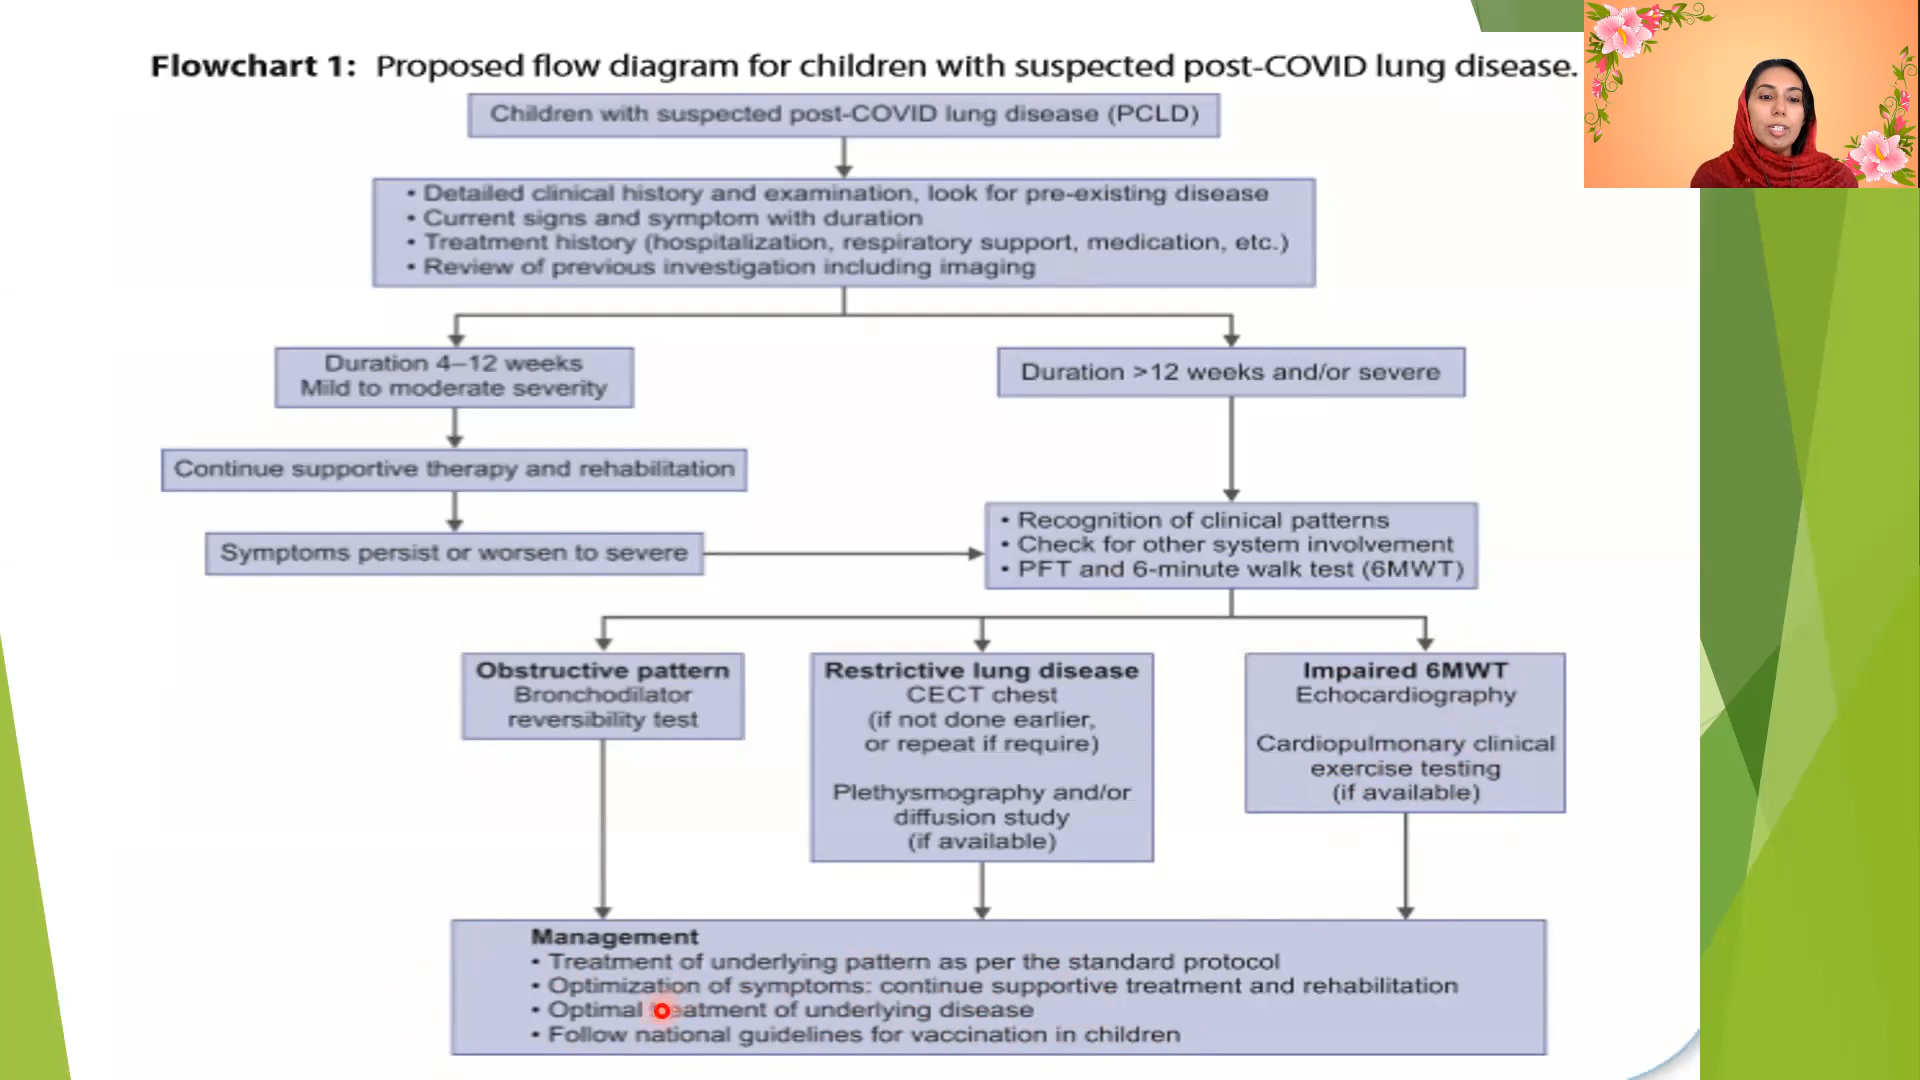 Flowchart 1: Proposed flow diagram for children with suspected post-COVID lung disease.
Children with suspected post-COVID lung disease (PCLD)
• Detailed clinical history and examination, look for pre-existing disease
• Current signs and symptom with duration
• Treatment history (hospitalization, respiratory support, medication, etc.)
• Review of previous investigation including imaging
Duration 4–12 weeks
Mild to moderate severity
Duration >12 weeks and/or severe
Continue supportive therapy and rehabilitation
Symptoms persist or worsen to severe
• Recognition of clinical patterns
• Check for other system involvement
• PFT and 6-minute walk test (6MWT)
Obstructive pattern
Bronchodilator
reversibility test
Restrictive lung disease
CECT chest
(if not done earlier,
or repeat if require)
Plethysmography and/or
diffusion study
(if available)
Impaired 6MWT
Echocardiography
Cardiopulmonary clinical
exercise testing
(if available)
Management
• Treatment of underlying pattern as per the standard protocol
• Optimization of symptoms: continue supportive treatment and rehabilitation
• Optimal treatment of underlying disease
• Follow national guidelines for vaccination in children